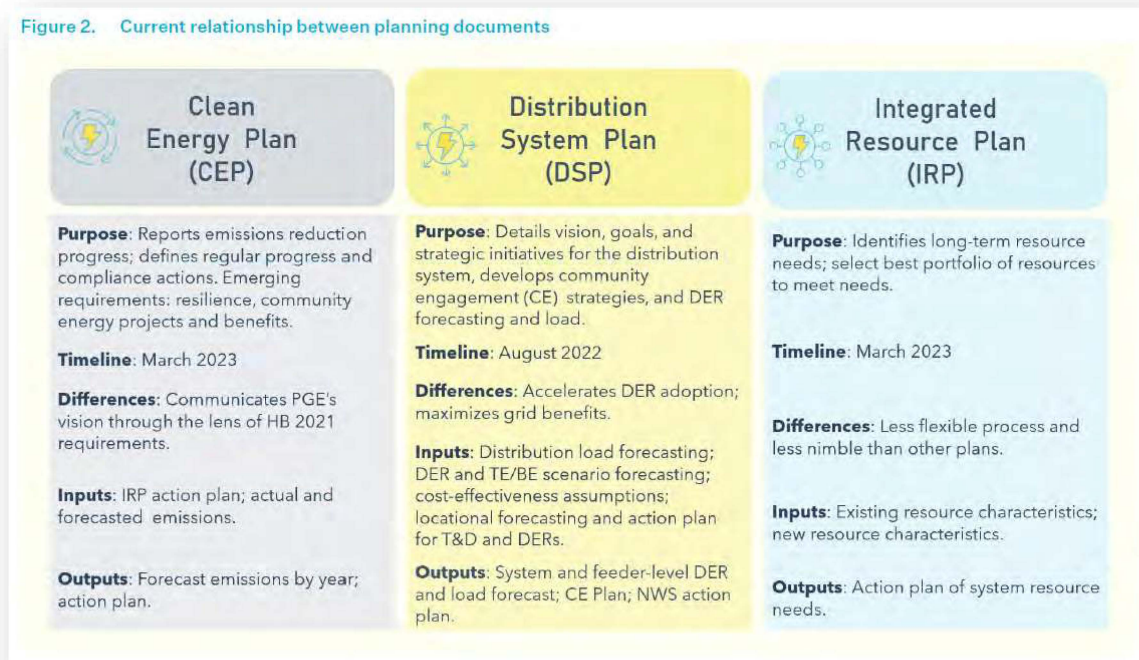 Figure 2. Current relationship between planning documents
Clean
Energy Plan
(CEP)
Purpose: Reports emissions reduction
progress; defines regular progress and
compliance actions. Emerging
requirements: resilience, community
energy projects and benefits.
Timeline: March 2023
Differences: Communicates PGE's
vision through the lens of HB 2021
requirements.
Inputs: IRP action plan; actual and
forecasted emissions.
Outputs: Forecast emissions by year;
action plan.
Distribution
System Plan
(DSP)
Purpose: Details vision, goals, and
strategic initiatives for the distribution
system, develops community
engagement (CE) strategies, and DER
forecasting and load.
Timeline: August 2022
Differences: Accelerates DER adoption;
maximizes grid benefits.
Inputs: Distribution load forecasting;
DER and TE/BE scenario forecasting;
cost-effectiveness assumptions;
locational forecasting and action plan
for T&D and DERs.
Outputs: System and feeder-level DER
and load forecast; CE Plan; NWS action
plan.
Integrated
Resource Plan
(IRP)
Purpose: Identifies long-term resource
needs; select best portfolio of resources
to meet needs.
Timeline: March 2023
Differences: Less flexible process and
less nimble than other plans.
Inputs: Existing resource characteristics;
new resource characteristics.
Outputs: Action plan of system resource
needs.